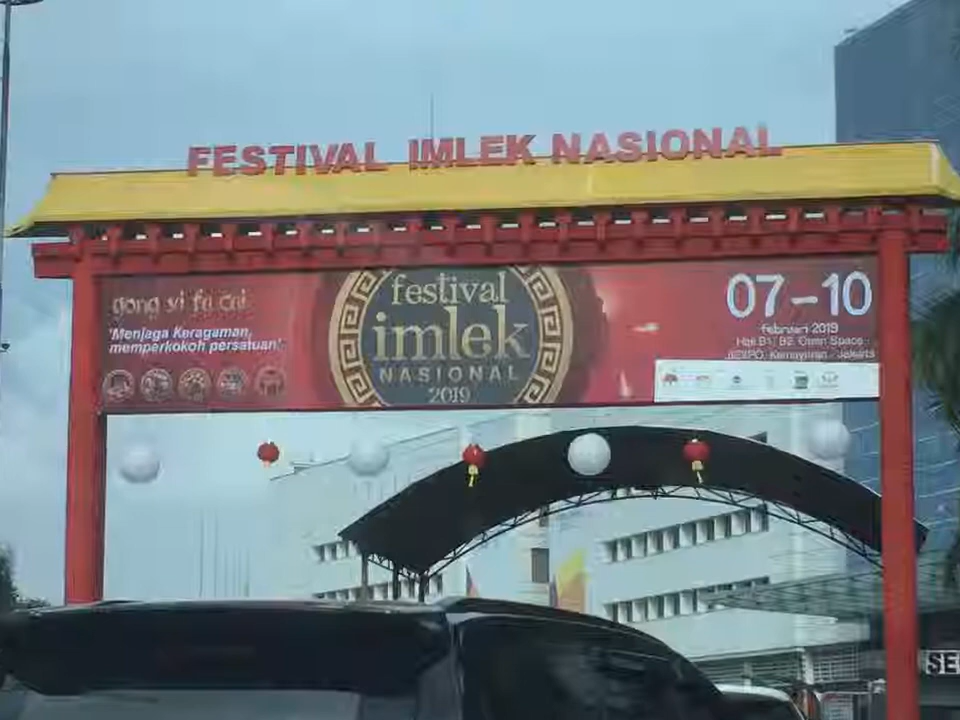 FESTIVAL IMLEK NASIONAL
gong xi fa cai
'Menjaga Keragaman,
memperkokoh persatuan'
festival
imlek
NASIONAL
2019
07-10
februari 2019
Hall B1, B2, Open Space
JIEXPO, Kemayoran - Jakarta
SE